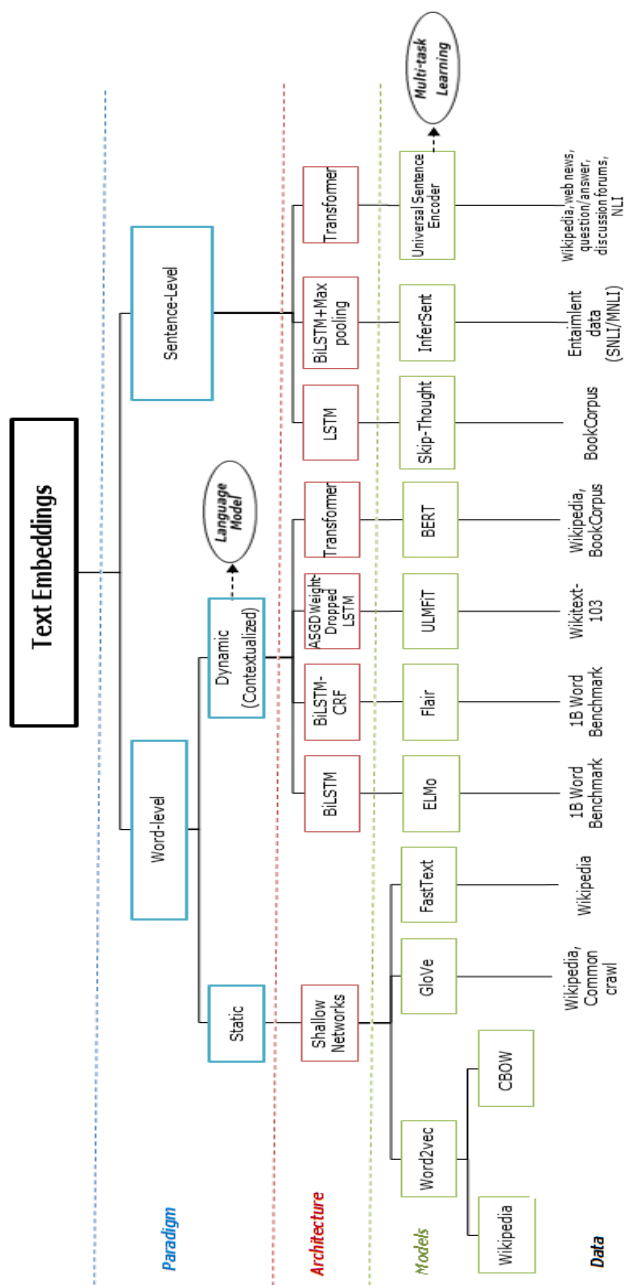 Text Embeddings
Paradigm
Word-level
Sentence-Level
Static
Dynamic
(Contextualized)
Language
Model
Architecture
Shallow
Networks
BiLSTM
BiLSTM-
CRF
ASGD Weight-
Dropped
LSTM
Transformer
LSTM
BiLSTM+Max
pooling
Transformer
Models
Word2vec
GloVe
FastText
ELMo
Flair
ULMFiT
BERT
Skip-Thought
InferSent
Universal Sentence
Encoder
Multi-task
Learning
Wikipedia
CBOW
Data
Wikipedia,
Common
crawl
Wikipedia
1B Word
Benchmark
1B Word
Benchmark
Wikitext-
103
Wikipedia,
BookCorpus
BookCorpus
Entaimlent
data
(SNLI/MNLI)
Wikipedia, web news,
question/answer,
discussion forums,
NLI